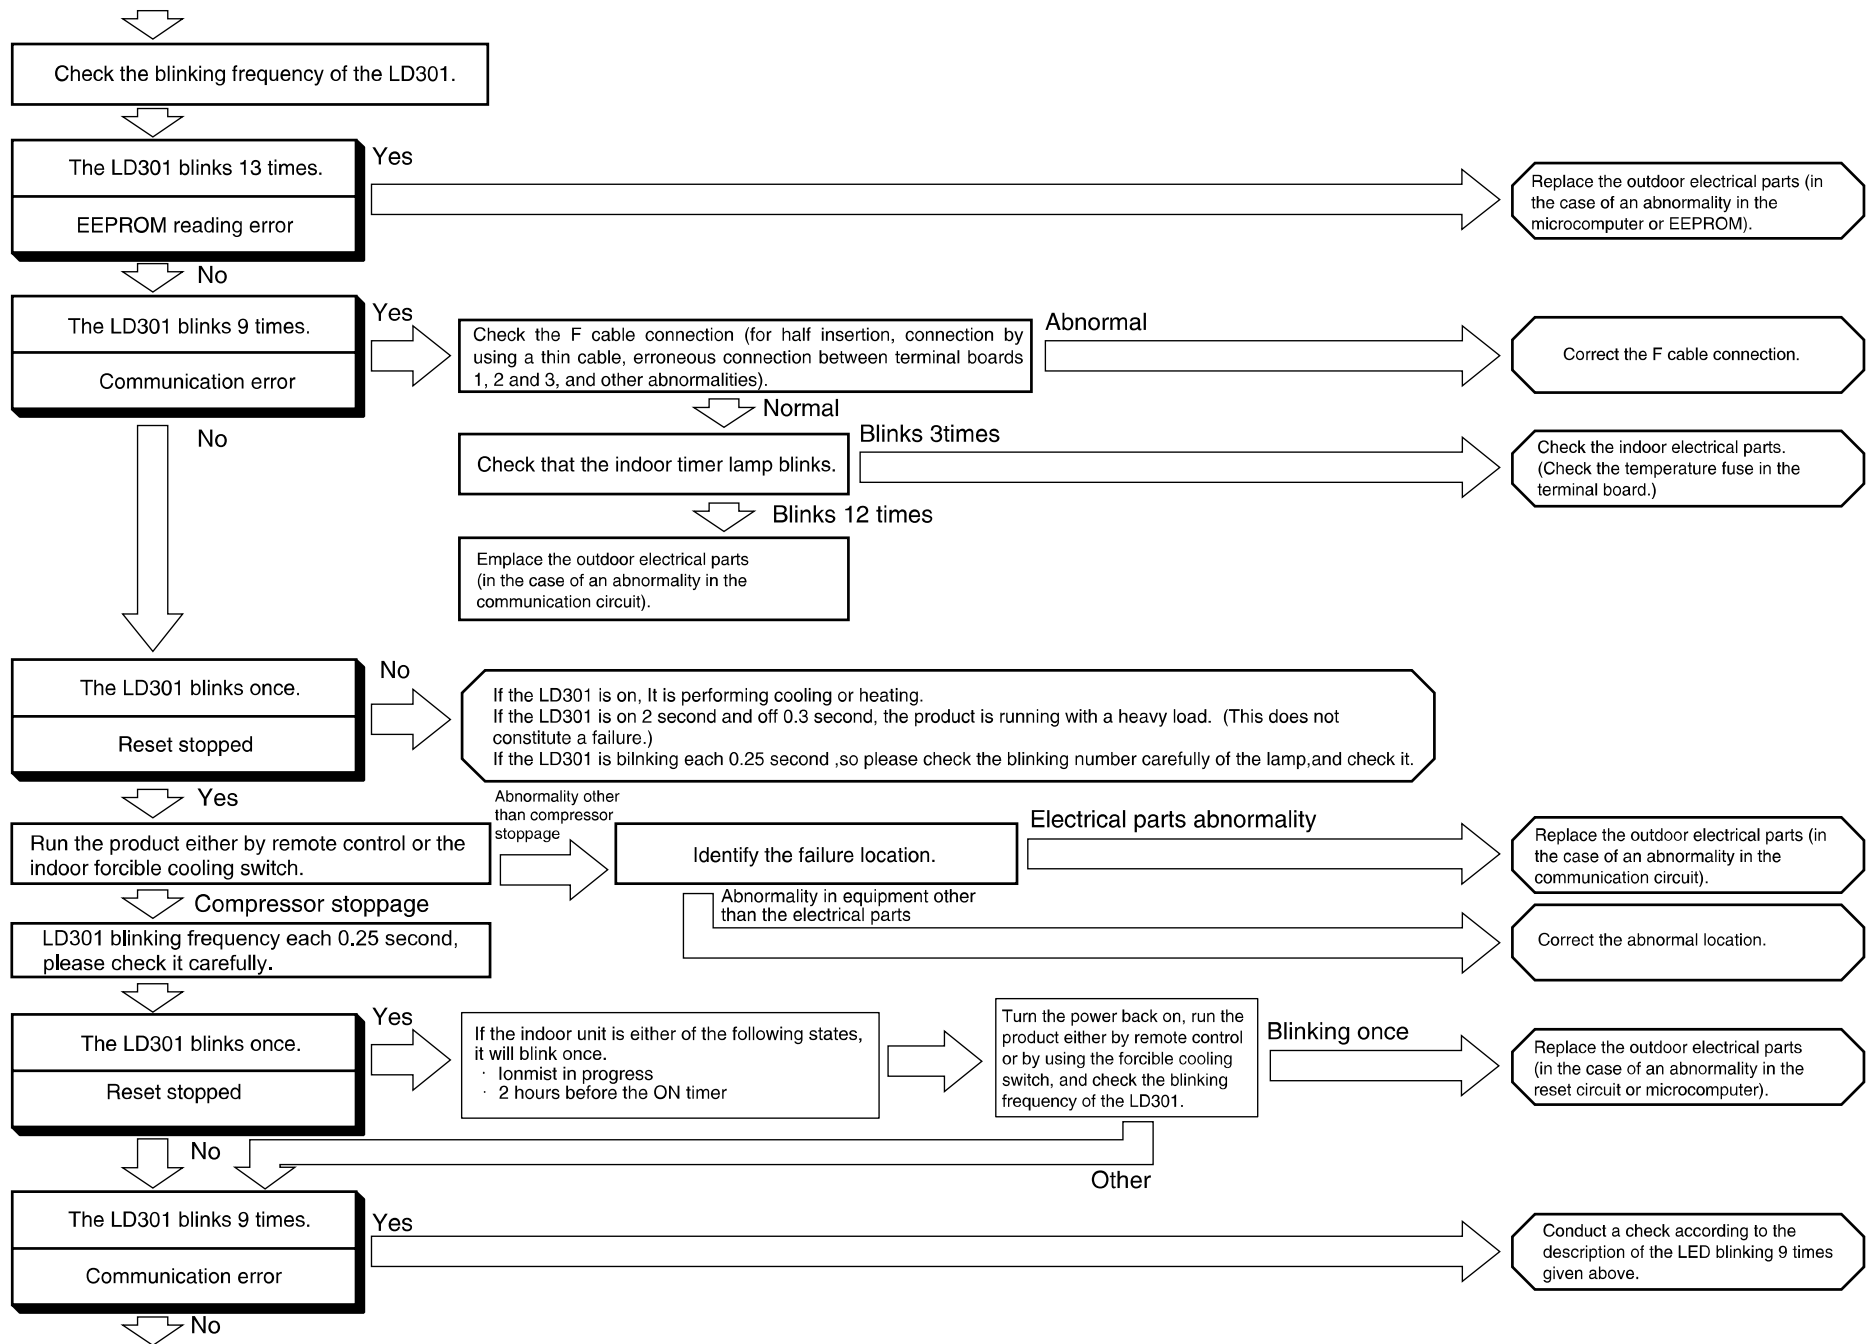 Check the blinking frequency of the LD301.
The LD301 blinks 13 times.
EEPROM reading error
Yes
Replace the outdoor electrical parts (in
the case of an abnormality in the
microcomputer or EEPROM).
No
The LD301 blinks 9 times.
Communication error
Yes
Check the F cable connection (for half insertion, connection by
using a thin cable, erroneous connection between terminal boards
1, 2 and 3, and other abnormalities).
Abnormal
Correct the F cable connection.
Normal
No
Check that the indoor timer lamp blinks.
Blinks 3times
Check the indoor electrical parts.
(Check the temperature fuse in the
terminal board.)
Blinks 12 times
Emplace the outdoor electrical parts
(in the case of an abnormality in the
communication circuit).
The LD301 blinks once.
Reset stopped
No
If the LD301 is on, It is performing cooling or heating.
If the LD301 is on 2 second and off 0.3 second, the product is running with a heavy load.  (This does not
constitute a failure.)
If the LD301 is bilnking each 0.25 second ,so please check the blinking number carefully of the lamp,and check it.
Yes
Run the product either by remote control or the
indoor forcible cooling switch.
Abnormality other
than compressor
stoppage
Identify the failure location.
Electrical parts abnormality
Replace the outdoor electrical parts (in
the case of an abnormality in the
communication circuit).
Compressor stoppage
Abnormality in equipment other
than the electrical parts
Correct the abnormal location.
LD301 blinking frequency each 0.25 second,
please check it carefully.
The LD301 blinks once.
Reset stopped
Yes
If the indoor unit is either of the following states,
it will blink once.
· Ionmist in progress
· 2 hours before the ON timer
Turn the power back on, run the
product either by remote control
or by using the forcible cooling
switch, and check the blinking
frequency of the LD301.
Blinking once
Replace the outdoor electrical parts
(in the case of an abnormality in the
reset circuit or microcomputer).
No
Other
The LD301 blinks 9 times.
Communication error
Yes
Conduct a check according to the
description of the LED blinking 9 times
given above.
No